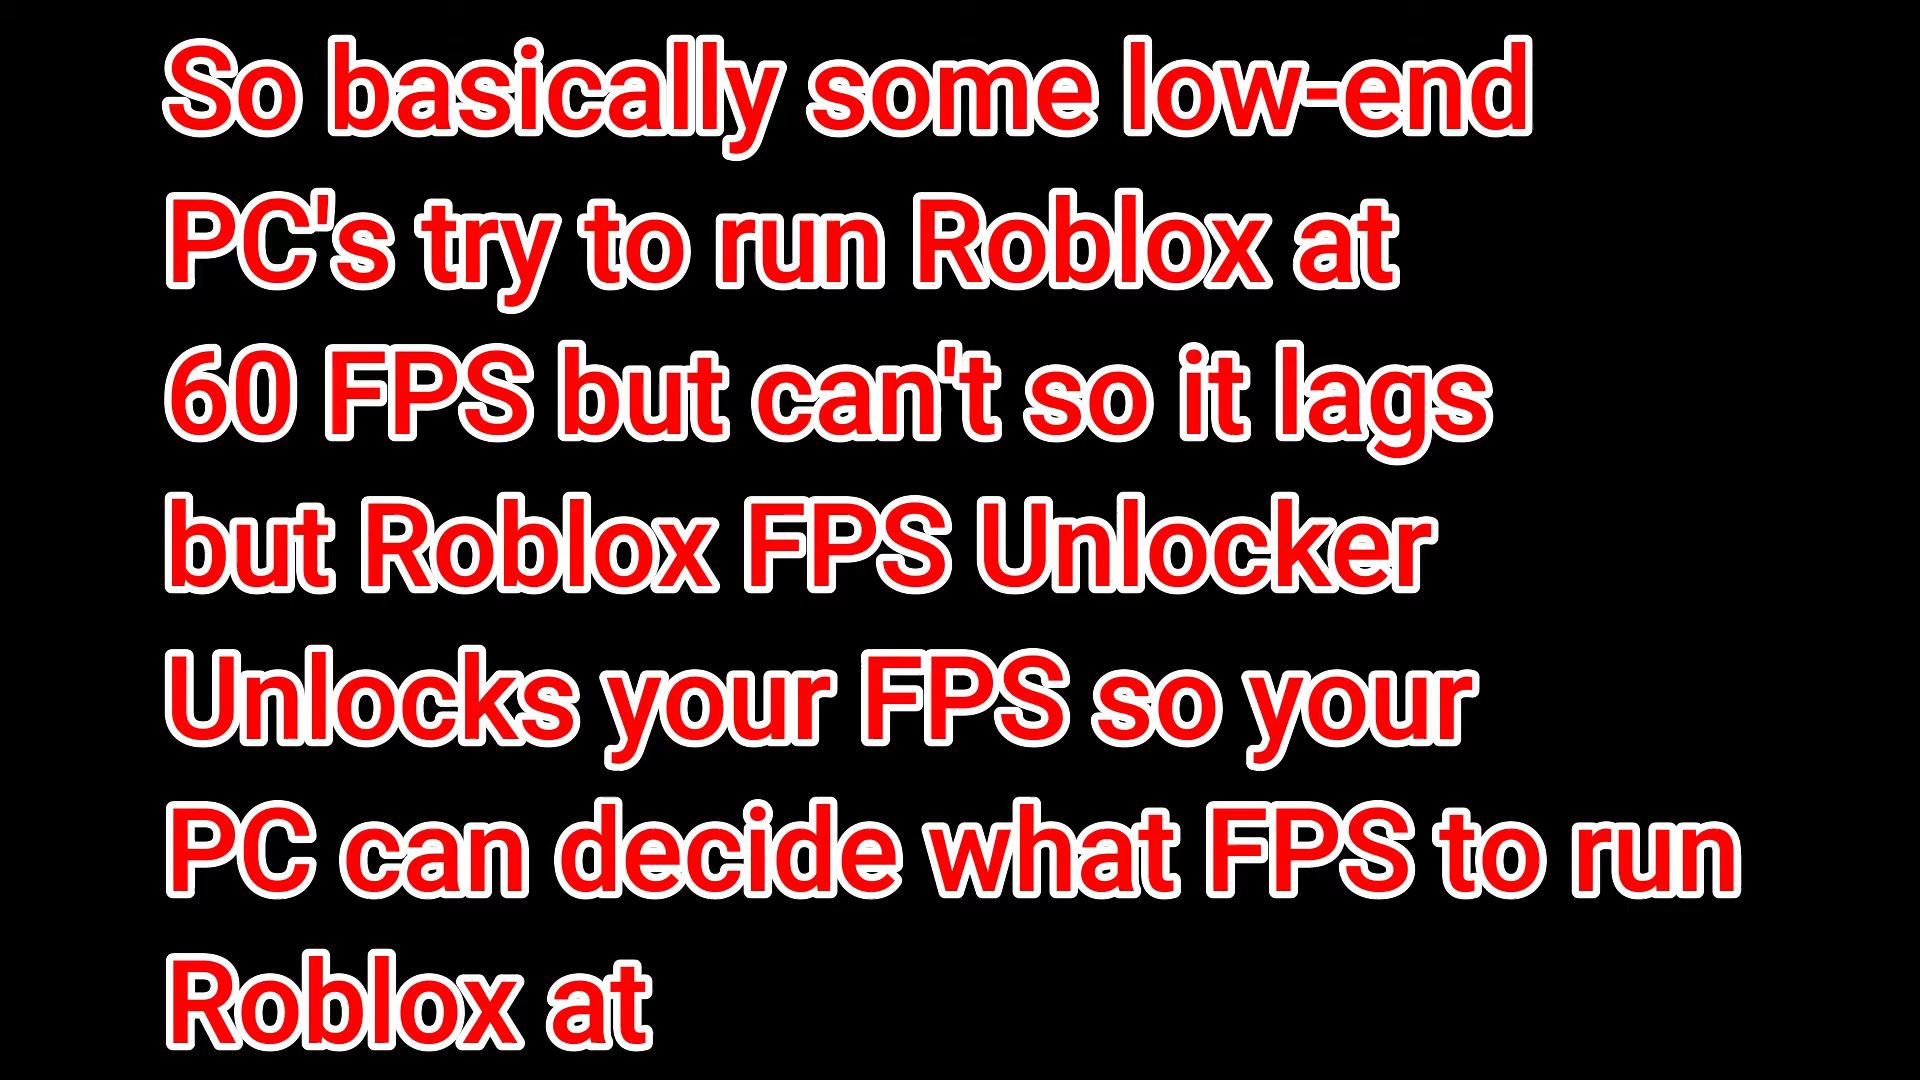 So basically some low-end
PC's try to run Roblox at
60 FPS but can't so it lags
but Roblox FPS Unlocker
Unlocks your FPS so your
PC can decide what FPS to run
Roblox at